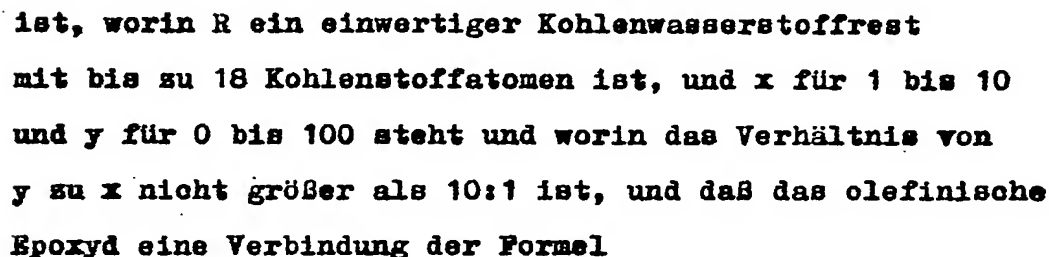 ist, worin R ein einwertiger Kohlenwasserstoffrest
mit bis zu 18 Kohlenstoffatomen ist, und x für 1 bis 10
und y für 0 bis 100 steht und worin das Verhältnis von
y zu x nicht größer als 10:1 ist, und daß das olefinische
Epoxyd eine Verbindung der Formel